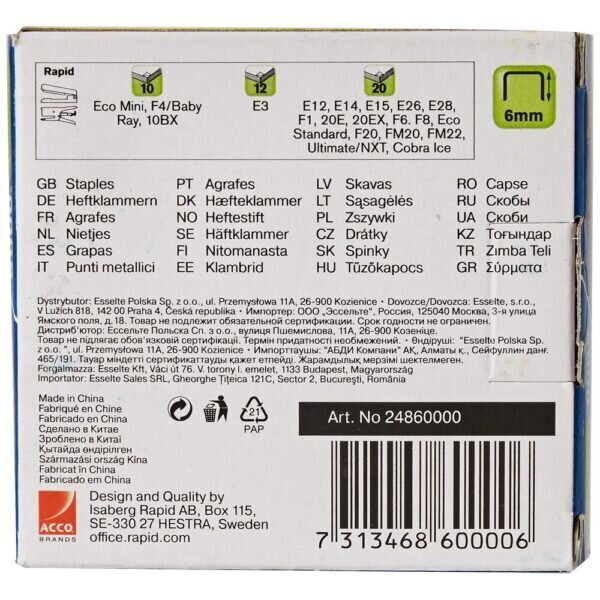 Rapid
10
12
20
6mm
Eco Mini, F4/Baby
Ray, 10BX
E3
E12, E14, E15, E26, E28,
F1, 20E, 20EX, F6. F8, Eco
Standard, F20, FM20, FM22,
Ultimate/NXT, Cobra Ice
GB Staples
DE Heftklammern
FR Agrafes
NL Nietjes
ES Grapas
IT Punti metallici
PT Agrafes
DK Hæfteklammer
NO Heftestift
SE Häftklammer
FI Nitomanasta
EE Klambrid
LV Skavas
LT Sąsagėlės
PL Zszywki
CZ Drátky
SK Spinky
HU Tűzőkapocs
RO Capse
RU Скобы
UA Скоби
KZ Тоғындар
TR Zımba Teli
GR Σύρματα
Dystrybutor: Esselte Polska Sp. z o.o., ul. Przemysłowa 11A, 26-900 Kozienice • Dovozce/Dovozca: Esselte, s.r.o.,
V Lužích 818, 142 00 Praha 4, Česká republika • Импортер: ООО „Эссельте", Россия, 125040 Москва, 3-я улица
Ямского поля, д.18. Товар не подлежит обязательной сертификации. Срок годности не ограничен.
Дистриб'ютор: Ессельте Польська Сп. з о.о., вул. Пшемислова 11А, 26-900 Козенице.
Товар не підлягає обов'язковій сертифікації. Термін придатності необмежений. • Өндіруші: "Esselte Polska Sp.
z o.o. ", ul. Przemysłowa 11A, 26-900 Kozienice • Импорттаушы: "АБДИ Компани" АҚ, Алматы қ., Сейфуллин даңғ.
465/191. Тауар міндетті сертификаттауды қажет етпейді. Жарамдылық мерзімі шектелмеген.
Forgalmazza: Esselte Kft, Váci út 76. V. torony I. emelet, 1133 Budapest, Magyarország
Importator: Esselte Sales SRL, Gheorghe Țițeica 121C, Sector 2, București, România
Made in China
Fabriqué en Chine
Fabricado en China
Сделано в Китае
Зроблено в Китаї
Қытайда өндірілген
Származási ország Kína
Fabricat în China
Fabricado em China
21
PAP
Art. No 24860000
ACCO
BRANDS
Design and Quality by
Isaberg Rapid AB, Box 115,
SE-330 27 HESTRA, Sweden
office.rapid.com
7 313468 600006